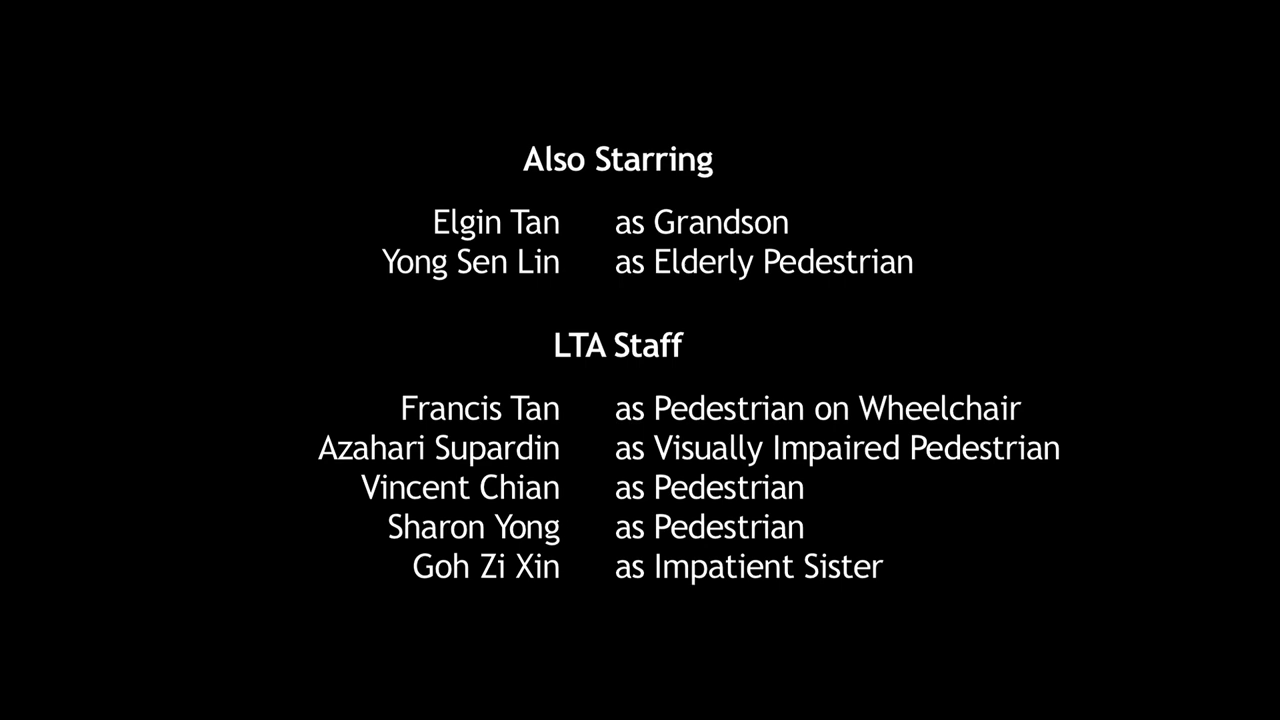 Also Starring
Elgin Tan as Grandson
Yong Sen Lin as Elderly Pedestrian
LTA Staff
Francis Tan as Pedestrian on Wheelchair
Azahari Supardin as Visually Impaired Pedestrian
Vincent Chian as Pedestrian
Sharon Yong as Pedestrian
Goh Zi Xin as Impatient Sister